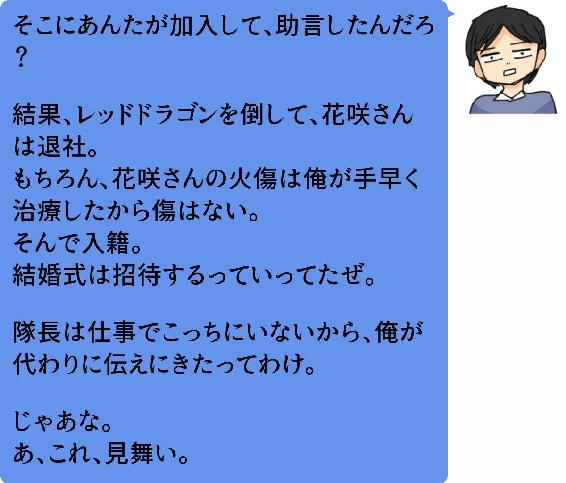 そこにあんたが加入して、助言したんだろ
？
結果、レッドドラゴンを倒して、花咲さん
は退社。
もちろん、花咲さんの火傷は俺が手早く
治療したから傷はない。
そんで入籍。
結婚式は招待するっていってたぜ。
隊長は仕事でこっちにいないから、俺が
代わりに伝えにきたってわけ。
じゃあな。
あ、これ、見舞い。